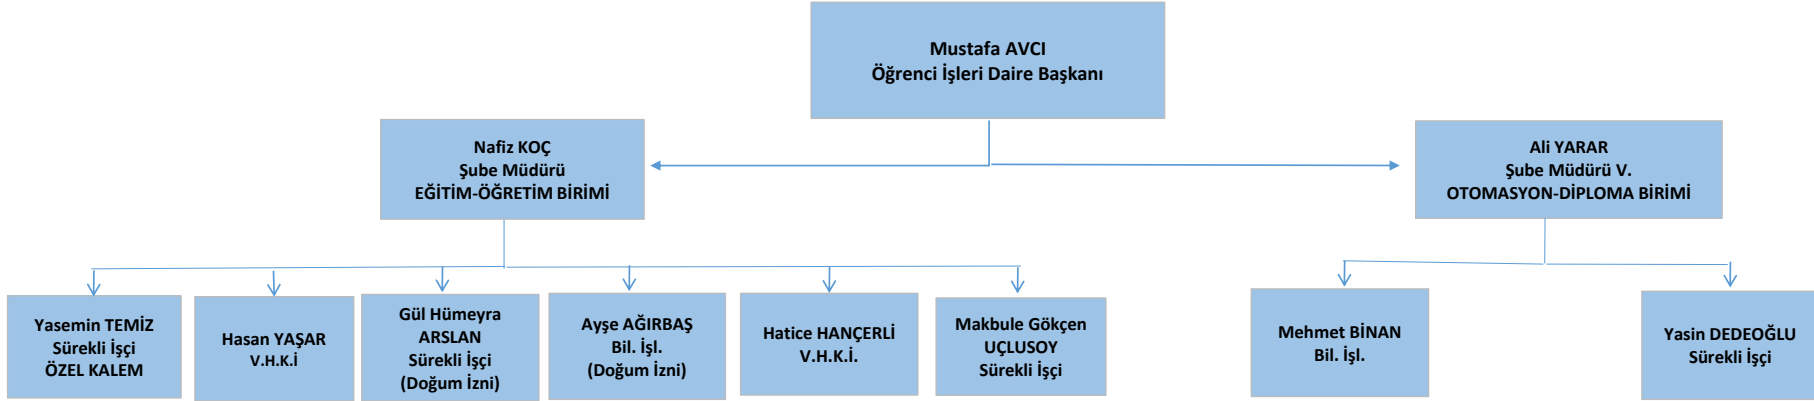 Mustafa AVCI
Öğrenci İşleri Daire Başkanı
Nafiz KOÇ
Şube Müdürü
EĞİTİM-ÖĞRETİM BİRİMİ
Ali YARAR
Şube Müdürü V.
OTOMASYON-DİPLOMA BİRİMİ
Yasemin TEMİZ
Sürekli İşçi
ÖZEL KALEM
Hasan YAŞAR
V.H.K.İ
Gül Hümeyra
ARSLAN
Sürekli İşçi
(Doğum İzni)
Ayşe AĞIRBAŞ
Bil. İşl.
(Doğum İzni)
Hatice HANÇERLİ
V.H.K.İ.
Makbule Gökçen
UÇLUSOY
Sürekli İşçi
Mehmet BİNAN
Bil. İşl.
Yasin DEDEOĞLU
Sürekli İşçi